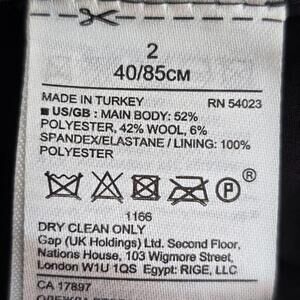 2
40/85CM
MADE IN TURKEY RN 54023
■ US/GB : MAIN BODY: 52%
POLYESTER, 42% WOOL, 6%
SPANDEX/ELASTANE / LINING: 100%
POLYESTER
P ®
1166
DRY CLEAN ONLY
Gap (UK Holdings) Ltd. Second Floor,
Nations House, 103 Wigmore Street,
London W1U 1QS Egypt: RIGE, LLC
CA 17897